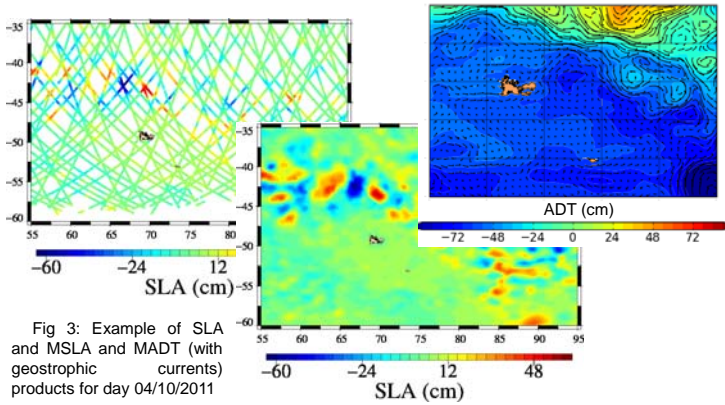 −35
−40
−45
−50
−55
−60
55 60 65 70 75 80
−60 −24 12
SLA (cm)
−35
−40
−45
−50
−55
−60
55 60 65 70 75 80 85 90 95
−60 −24 12 48
SLA (cm)
ADT (cm)
−72 −48 −24 0 24 48 72
Fig 3: Example of SLA
and MSLA and MADT (with
geostrophic currents)
products for day 04/10/2011